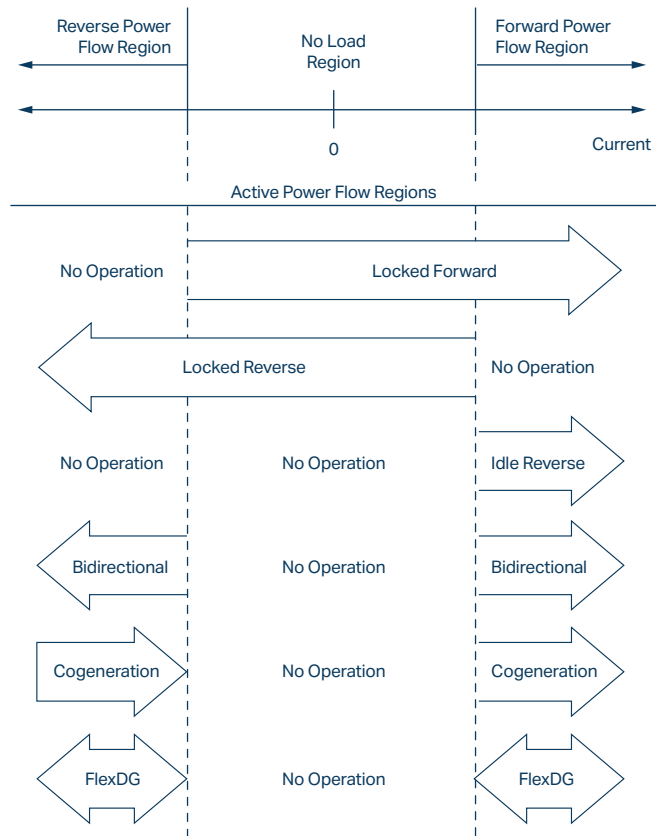 Reverse Power
Flow Region
No Load
Region
Forward Power
Flow Region
0
Current
Active Power Flow Regions
No Operation
Locked Forward
Locked Reverse
No Operation
No Operation
No Operation
Idle Reverse
Bidirectional
No Operation
Bidirectional
Cogeneration
No Operation
Cogeneration
FlexDG
No Operation
FlexDG